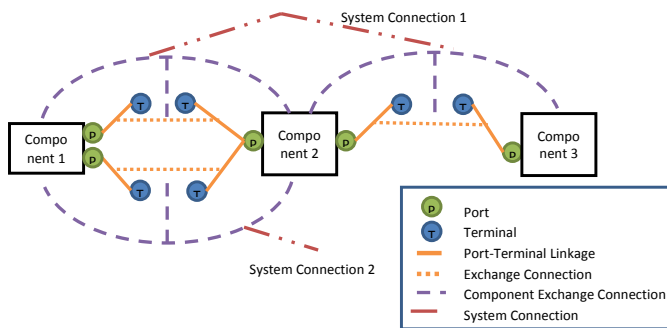 System Connection 1
T
T
T
T
P
P
P
P
P
Compo
nent 1
Compo
nent 2
Compo
nent 3
T
T
System Connection 2
P
Port
T
Terminal
Port-Terminal Linkage
Exchange Connection
Component Exchange Connection
System Connection